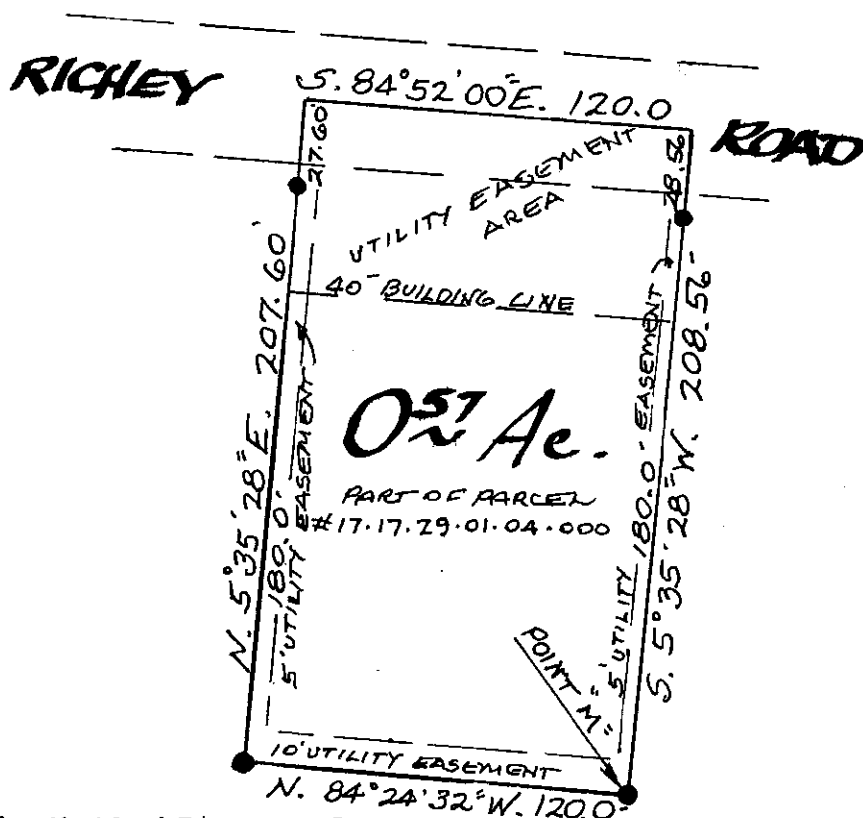 RICHEY ROAD
S. 84°52'00"E. 120.0
27.60'
28.56
UTILITY EASEMENT
AREA
40' BUILDING LINE
N. 5°35'28"E. 207.60'
180.0'
5' UTILITY EASEMENT
0.57 Ac.
PART OF PARCEL
#17.17.29.01.04.000
5' UTILITY 180.0' EASEMENT
S. 5°35'28"W. 208.56'
POINT "M"
10' UTILITY EASEMENT
N. 84°24'32"W. 120.0'